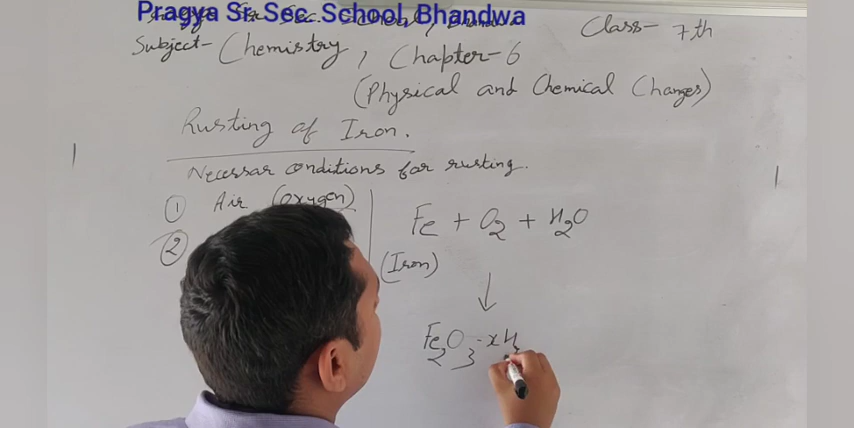 Pragya Sr. Sec. School, Bhandwa
Class- 7th
Subject- Chemistry, Chapter-6
(Physical and Chemical Changes)
Rusting of Iron.
Necessar conditions for rusting.
① Air (oxygen)
②
Fe + O₂ + H₂O
(Iron)
↓
Fe₂O₃·xH₂